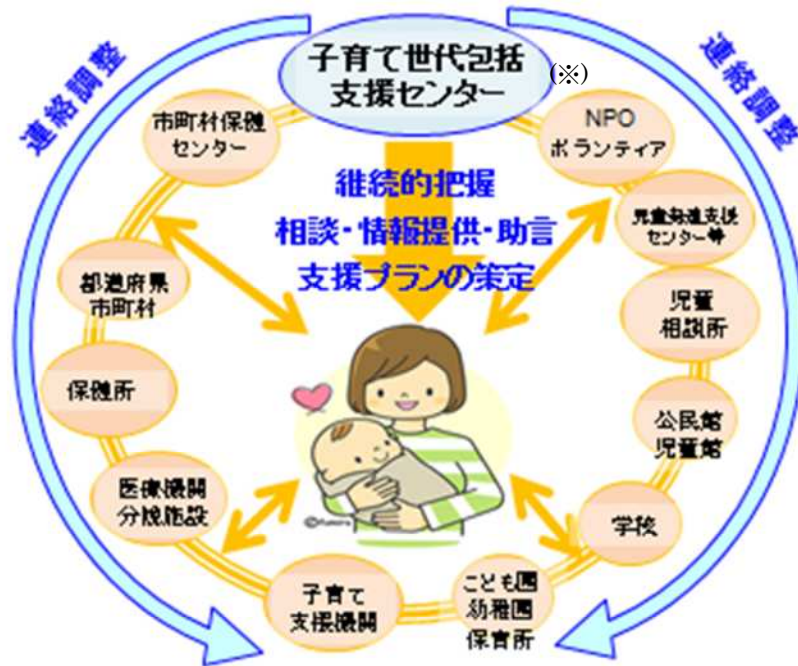 子育て世代包括
支援センター
(※)
連絡調整
連絡調整
市町村保健
センター
NPO
ボランティア
継続的把握
相談・情報提供・助言
支援プランの策定
児童発達支援
センター等
都道府県
市町村
児童
相談所
保健所
公民館
児童館
医療機関
分娩施設
学校
子育て
支援機関
こども園
幼稚園
保育所